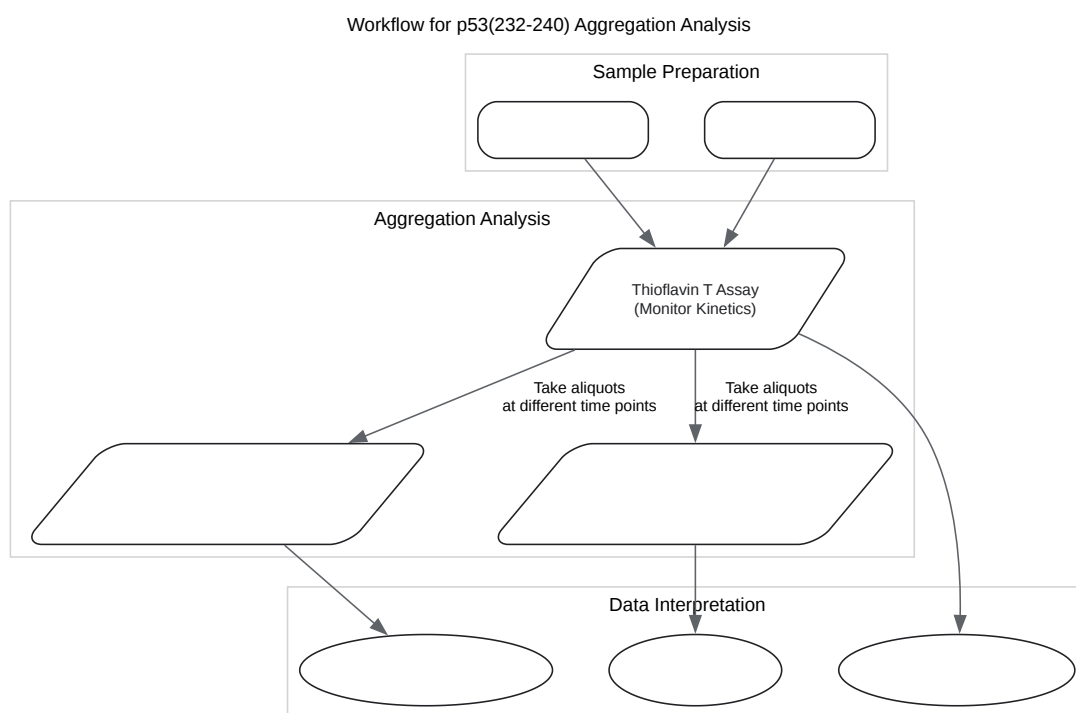 Workflow for p53(232-240) Aggregation Analysis
Sample Preparation
Aggregation Analysis
Thioflavin T Assay
(Monitor Kinetics)
Take aliquots
at different time points
Take aliquots
at different time points
Data Interpretation